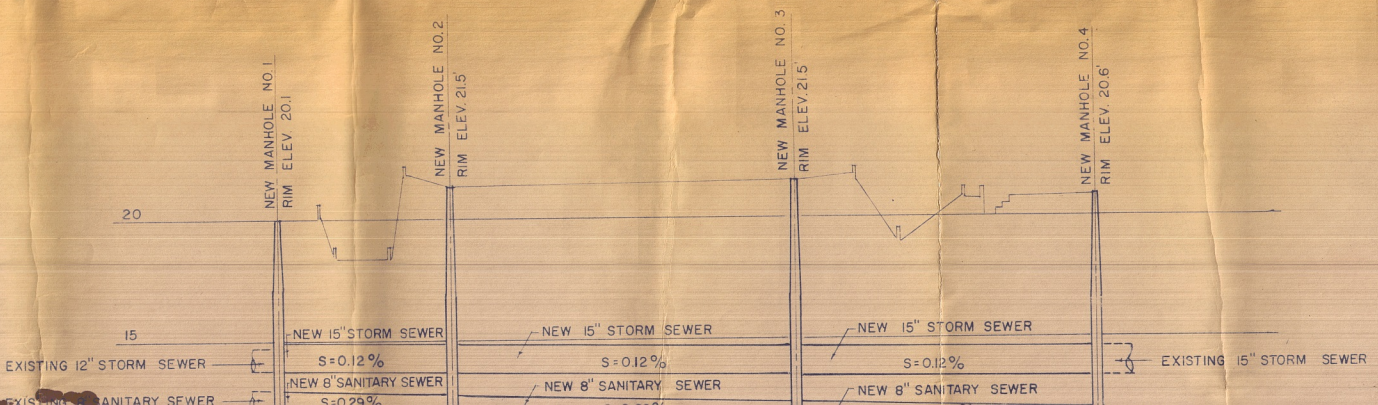 NEW MANHOLE NO. 1
RIM ELEV. 20.1
NEW MANHOLE NO. 2
RIM ELEV. 21.5'
NEW MANHOLE NO. 3
RIM ELEV. 21.5'
NEW MANHOLE NO. 4
RIM ELEV. 20.6'
20
15
NEW 15" STORM SEWER
NEW 15" STORM SEWER
NEW 15" STORM SEWER
EXISTING 12" STORM SEWER
S=0.12%
S=0.12%
S=0.12%
EXISTING 15" STORM SEWER
NEW 8" SANITARY SEWER
NEW 8" SANITARY SEWER
NEW 8" SANITARY SEWER
SANITARY SEWER
S=0.29%